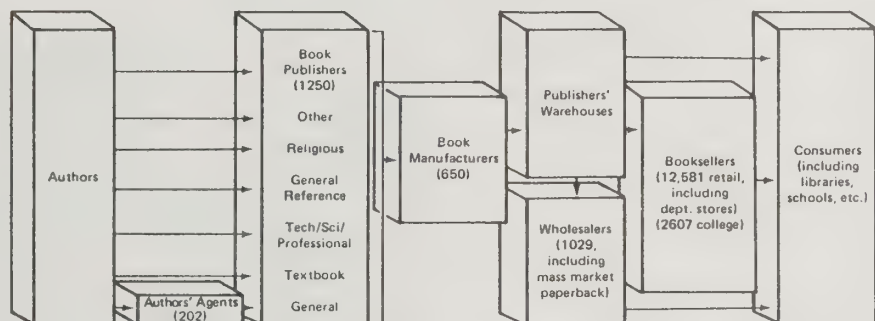 Authors
Authors' Agents
(202)
Book
Publishers
(1250)
Other
Religious
General
Reference
Tech/Sci/
Professional
Textbook
General
Book
Manufacturers
(650)
Publishers'
Warehouses
Wholesalers
(1029,
including
mass market
paperback)
Booksellers
(12,581 retail,
including
dept. stores)
(2607 college)
Consumers
(including
libraries,
schools, etc.)